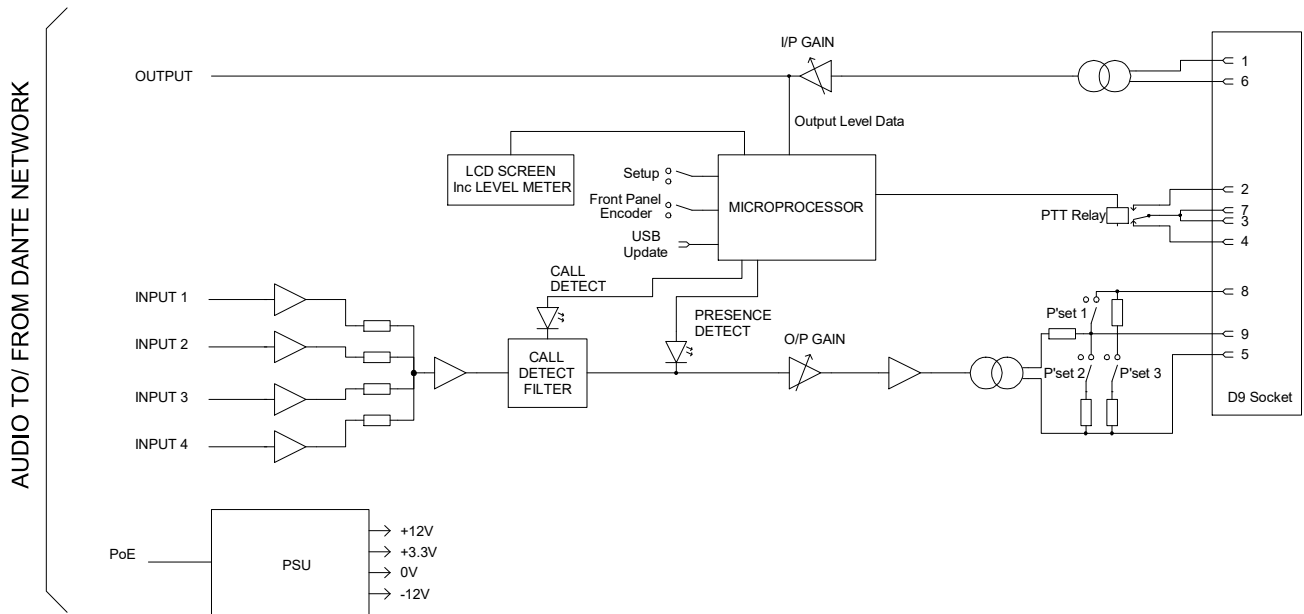 AUDIO TO/ FROM DANTE NETWORK
I/P GAIN
OUTPUT
1
6
Output Level Data
LCD SCREEN
Inc LEVEL METER
Setup
Front Panel
Encoder
USB
Update
MICROPROCESSOR
PTT Relay
2
7
3
4
CALL
DETECT
PRESENCE
DETECT
INPUT 1
INPUT 2
INPUT 3
INPUT 4
CALL
DETECT
FILTER
O/P GAIN
P'set 1
P'set 2
P'set 3
8
9
5
D9 Socket
PoE
PSU
+12V
+3.3V
0V
-12V